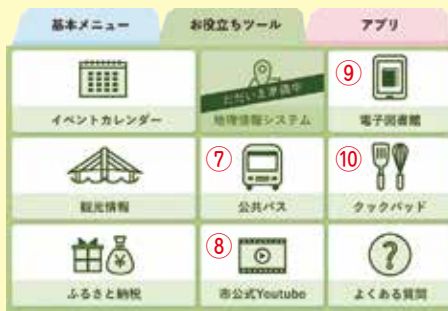 基本メニュー
お役立ちツール
アプリ
イベントカレンダー
ただいま準備中
地理情報システム
⑨
電子図書館
観光情報
⑦
公共バス
⑩
クックパッド
ふるさと納税
⑧
市公式Youtube
よくある質問